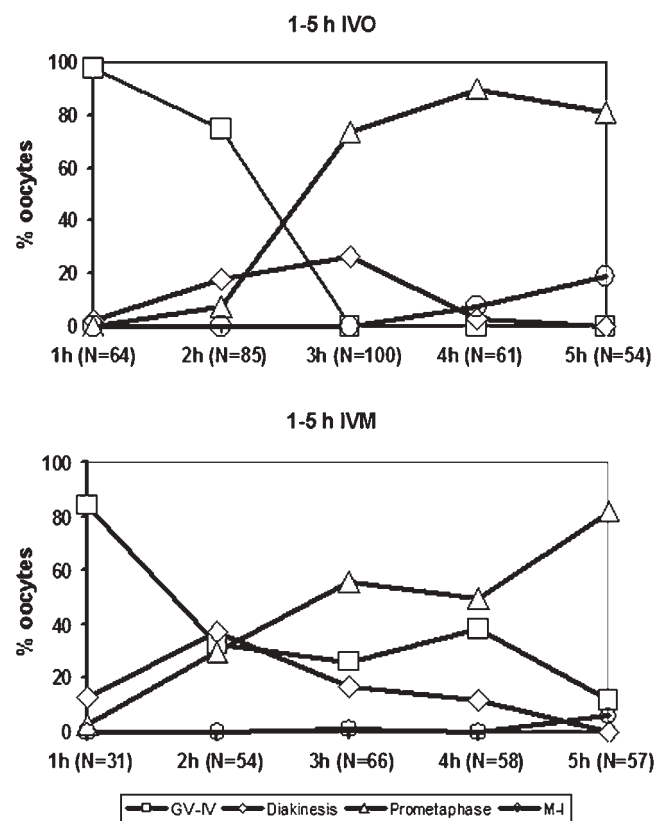 1-5 h IVO
100
80
60
40
20
0
% oocytes
1h (N=64) 2h (N=85) 3h (N=100) 4h (N=61) 5h (N=54)
1-5 h IVM
100
80
60
40
20
0
% oocytes
1h (N=31) 2h (N=54) 3h (N=66) 4h (N=58) 5h (N=57)
GV-IV Diakinesis Prometaphase M-I